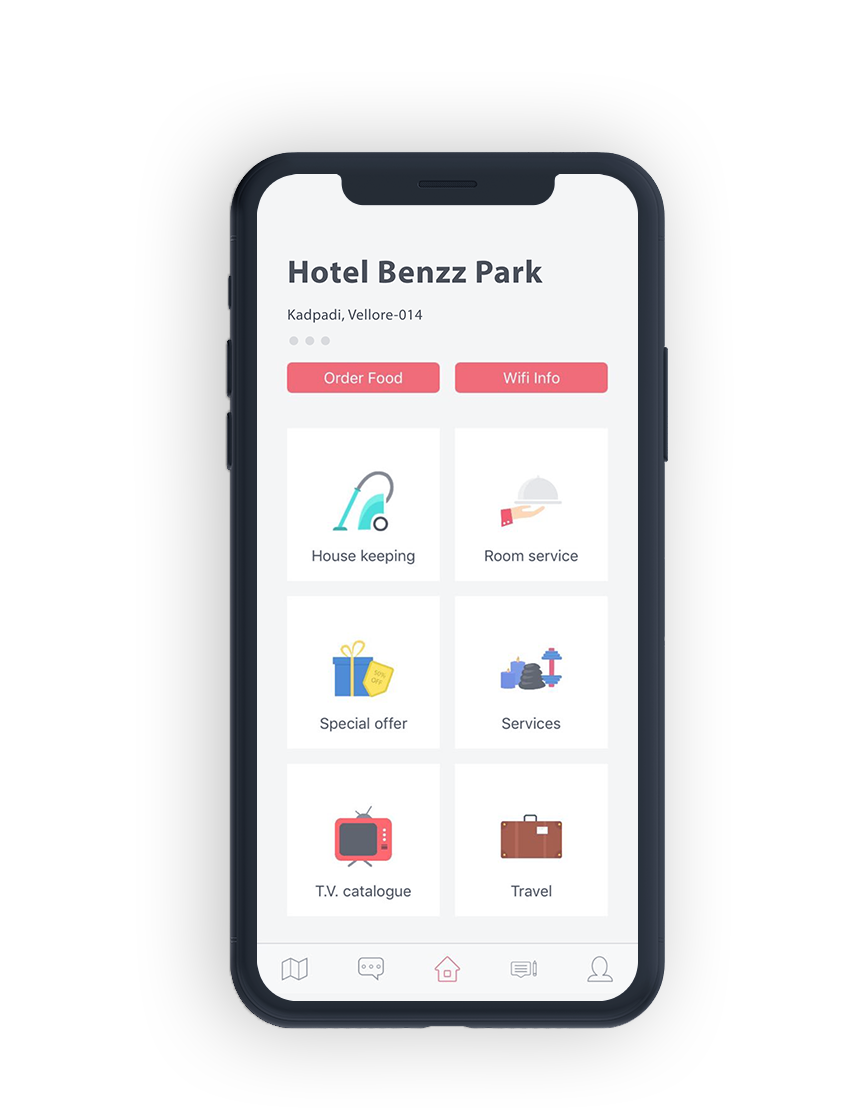 Hotel Benzz Park
Kadpadi, Vellore-014
Order Food
Wifi Info
House keeping
Room service
50%
OFF
Special offer
Services
T.V. catalogue
Travel